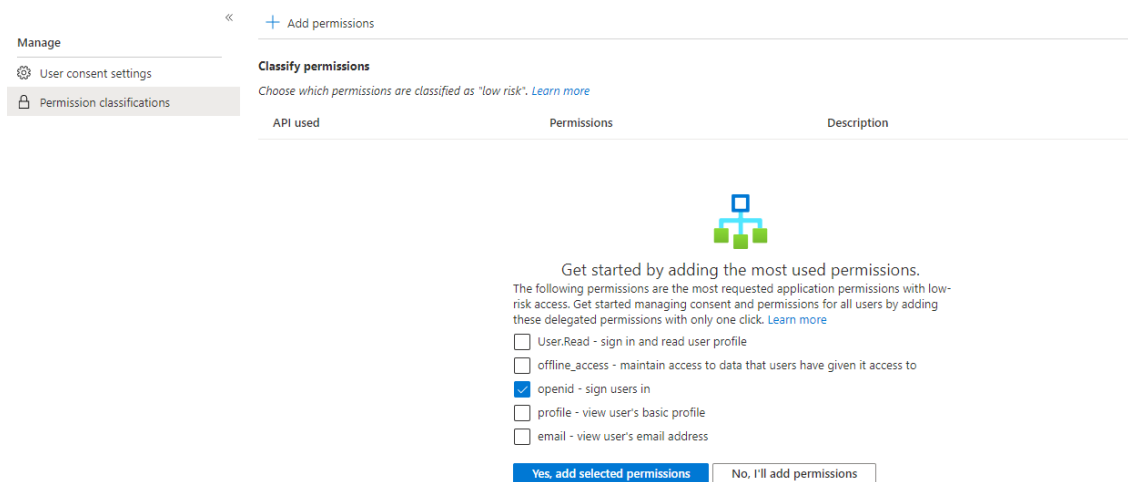 «
Manage
User consent settings
Permission classifications
Add permissions
Classify permissions
Choose which permissions are classified as "low risk". Learn more
API used Permissions Description
Get started by adding the most used permissions.
The following permissions are the most requested application permissions with low-
risk access. Get started managing consent and permissions for all users by adding
these delegated permissions with only one click. Learn more
User.Read - sign in and read user profile
offline_access - maintain access to data that users have given it access to
openid - sign users in
profile - view user's basic profile
email - view user's email address
Yes, add selected permissions No, I'll add permissions